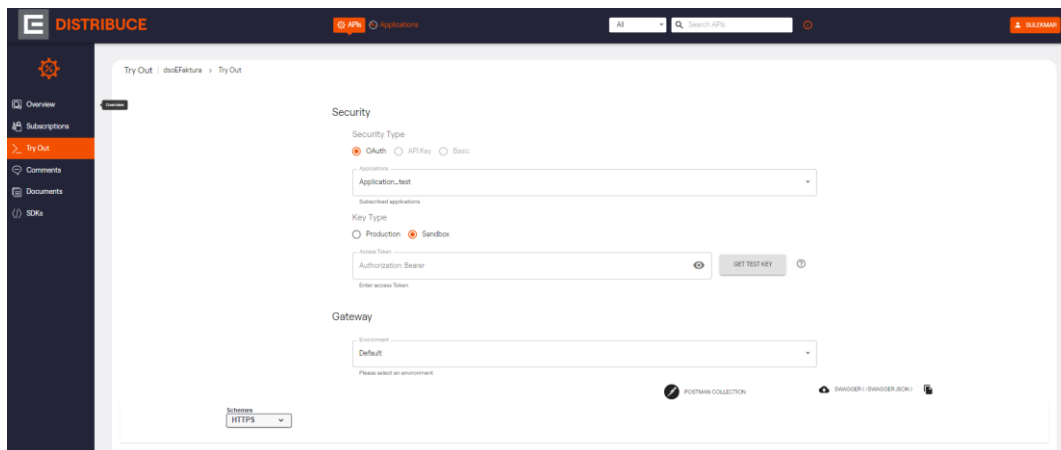 DISTRIBUCE
APIs
Applications
All
Search APIs
SULEKMAR
Try Out | dsoEFaktura > Try Out
Overview
Overview
Subscriptions
Try Out
Comments
Documents
SDKs
Security
Security Type
OAuth API Key Basic
Applications
Application_test
Subscribed applications
Key Type
Production Sandbox
Access Token
Authorization: Bearer
GET TEST KEY
Enter access Token
Gateway
Environment
Default
Please select an environment
POSTMAN COLLECTION
SWAGGER ( /SWAGGER.JSON )
Schemes
HTTPS